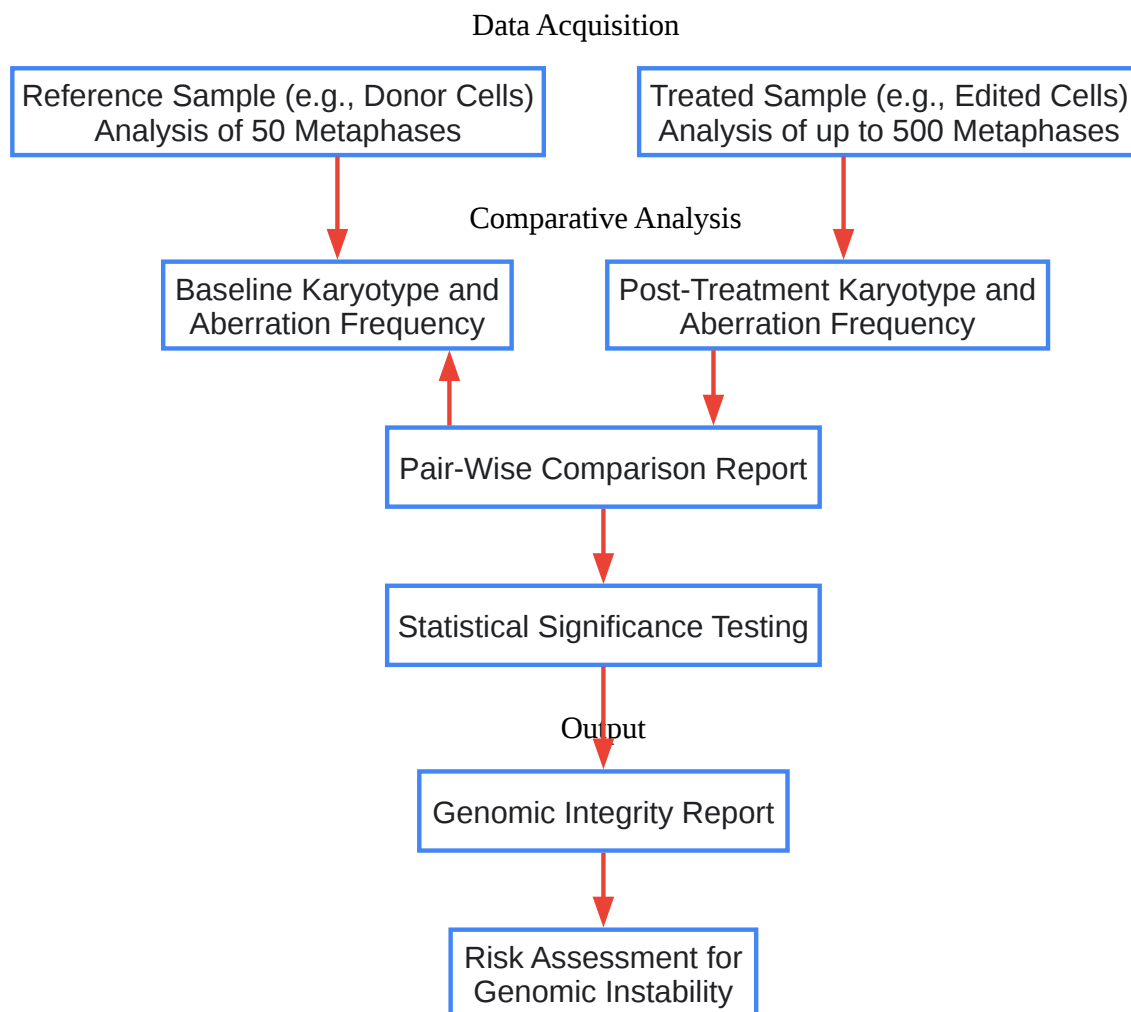 Data Acquisition
Reference Sample (e.g., Donor Cells)
Analysis of 50 Metaphases
Treated Sample (e.g., Edited Cells)
Analysis of up to 500 Metaphases
Comparative Analysis
Baseline Karyotype and
Aberration Frequency
Post-Treatment Karyotype and
Aberration Frequency
Pair-Wise Comparison Report
Statistical Significance Testing
Output
Genomic Integrity Report
Risk Assessment for
Genomic Instability